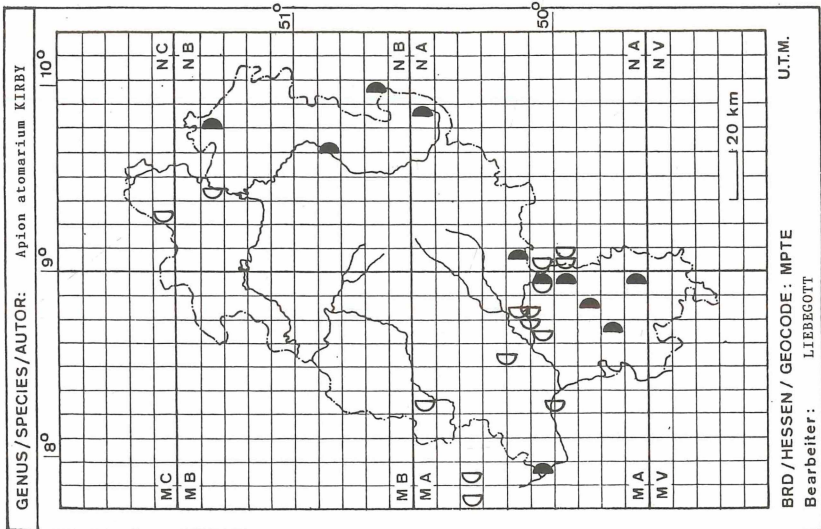 GENUS/SPECIES/AUTOR: Apion atomarium KIRBY
8° 9° 10°
MC NC
MB NB
51°
MB NB
MA NA
50°
MA NA
MV NV
20 km
BRD/HESSEN/GEOCODE: MPTE U.T.M.
Bearbeiter: LIEBEGOTT